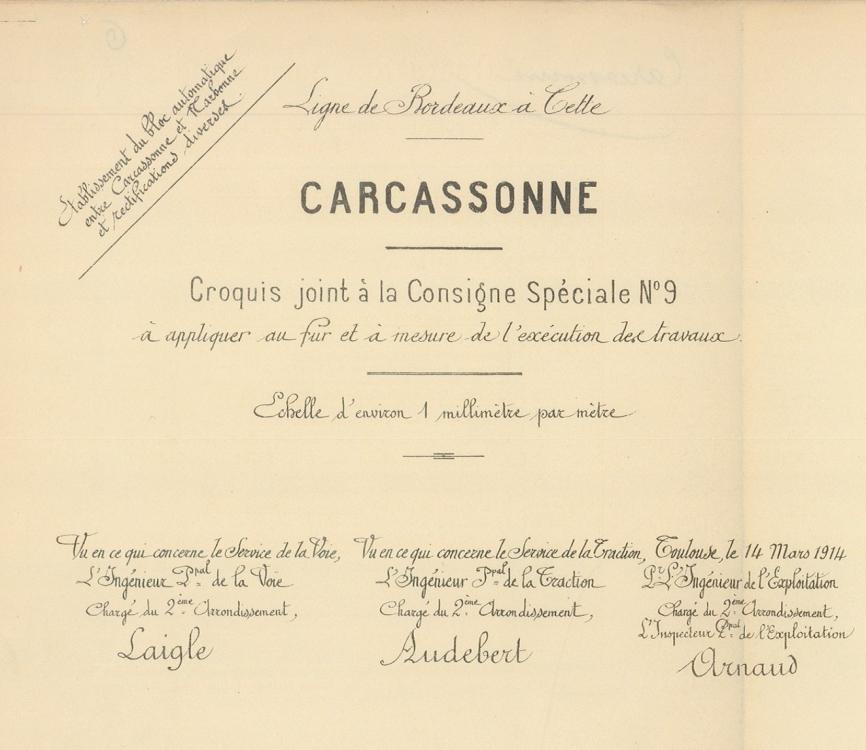 Etablissement du bloc automatique
entre Carcassonne et Narbonne
et rectifications diverses.
Ligne de Bordeaux à Cette
CARCASSONNE
Croquis joint à la Consigne Spéciale Nº 9
à appliquer au fur et à mesure de l'exécution des travaux.
Echelle d'environ 1 millimètre par mètre
Vu en ce qui concerne le Service de la Voie,
L'Ingénieur Ppal de la Voie
Chargé du 2ème Arrondissement,
Laigle
Vu en ce qui concerne le Service de la Traction,
L'Ingénieur Ppal de la Traction
Chargé du 2ème Arrondissement,
Audebert
Toulouse, le 14 Mars 1914
Pr L'Ingénieur de l'Exploitation
Chargé du 2ème Arrondissement,
L'Inspecteur Ppal de l'Exploitation
Arnaud